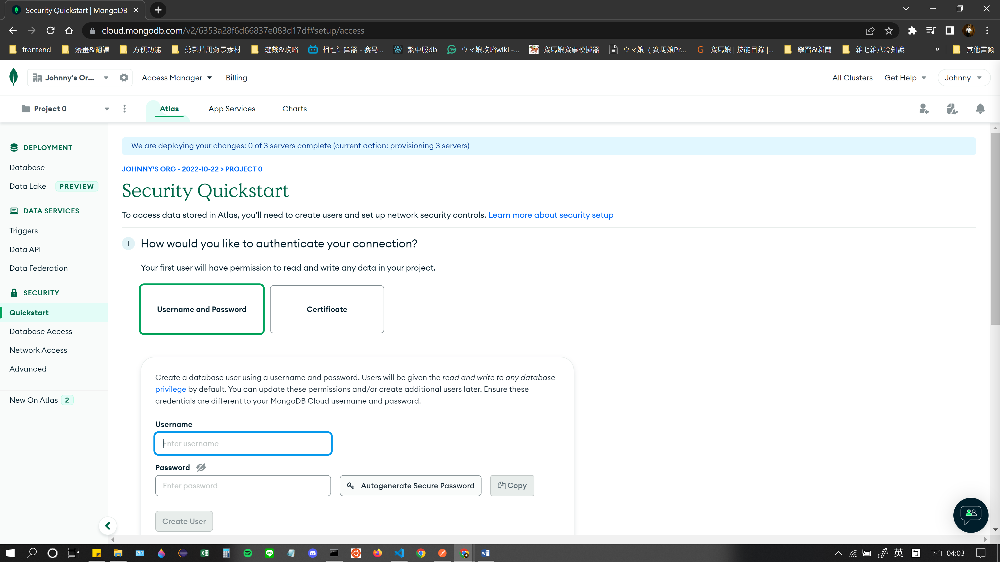 Security Quickstart | MongoDB
cloud.mongodb.com/v2/6353a28f6d66837e083d17df#setup/access
frontend 漫畫&翻譯 方便功能 剪影片用背景素材 遊戲&攻略 相性计算器 - 赛马... 繁中服db ウマ娘攻略wiki -... 賽馬娘賽事模擬器 ウマ娘 ( 賽馬娘Pr... 賽馬娘 | 技能目錄 |... 學習&新聞 雜七雜八冷知識 » 其他書籤
Johnny's Or... Access Manager Billing All Clusters Get Help Johnny
Project 0 Atlas App Services Charts
DEPLOYMENT
Database
Data Lake PREVIEW
DATA SERVICES
Triggers
Data API
Data Federation
SECURITY
Quickstart
Database Access
Network Access
Advanced
New On Atlas 2
We are deploying your changes: 0 of 3 servers complete (current action: provisioning 3 servers)
JOHNNY'S ORG - 2022-10-22 > PROJECT 0
Security Quickstart
To access data stored in Atlas, you’ll need to create users and set up network security controls. Learn more about security setup
1 How would you like to authenticate your connection?
Your first user will have permission to read and write any data in your project.
Username and Password Certificate
Create a database user using a username and password. Users will be given the read and write to any database
privilege by default. You can update these permissions and/or create additional users later. Ensure these
credentials are different to your MongoDB Cloud username and password.
Username
Enter username
Password
Enter password Autogenerate Secure Password Copy
Create User
英 下午 04:03